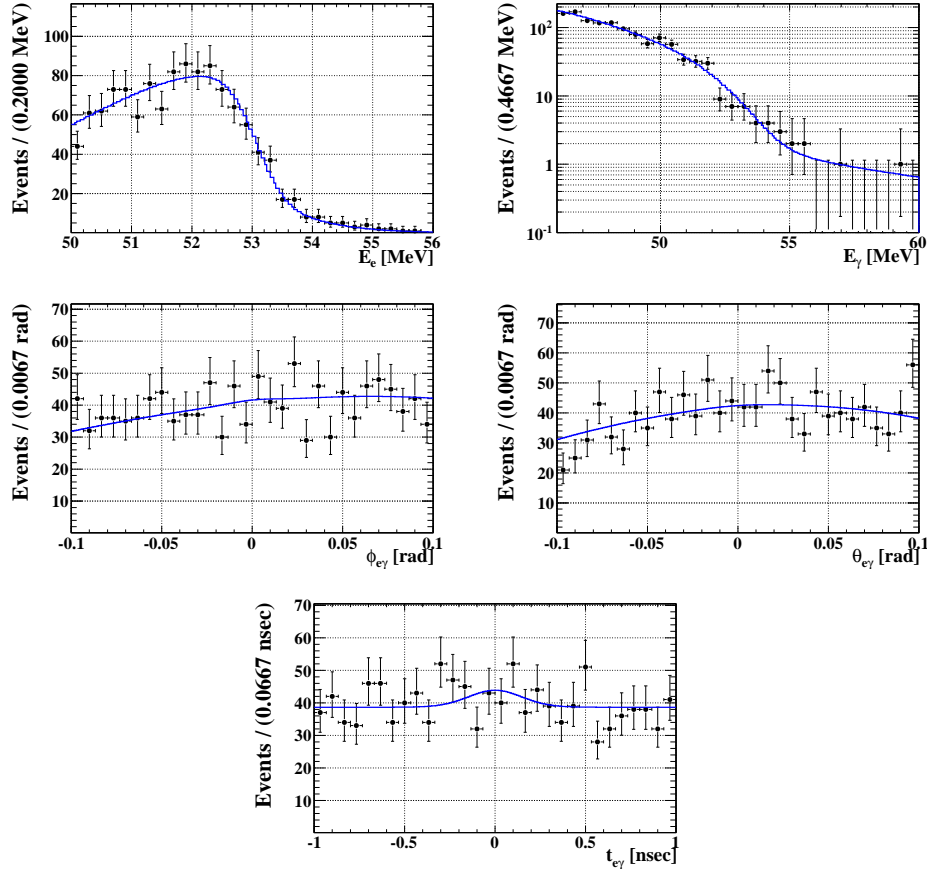 Events / (0.2000 MeV)
100
80
60
40
20
50 51 52 53 54 55 56
E_e [MeV]
Events / (0.4667 MeV)
10^2
10
1
10^-1
50 55 60
E_γ [MeV]
Events / (0.0067 rad)
70
60
50
40
30
20
10
-0.1 -0.05 0 0.05 0.1
ϕ_eγ [rad]
Events / (0.0067 rad)
70
60
50
40
30
20
10
-0.1 -0.05 0 0.05 0.1
θ_eγ [rad]
Events / (0.0667 nsec)
70
60
50
40
30
20
10
-1 -0.5 0 0.5 1
t_eγ [nsec]